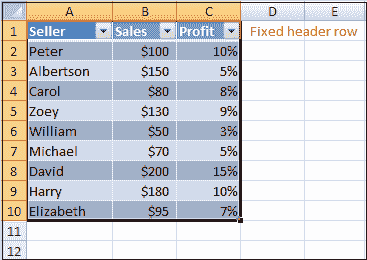 A B C D E
1 Seller Sales Profit Fixed header row
2 Peter $100 10%
3 Albertson $150 5%
4 Carol $80 8%
5 Zoey $130 9%
6 William $50 3%
7 Michael $70 5%
8 David $200 15%
9 Harry $180 10%
10 Elizabeth $95 7%
11
12